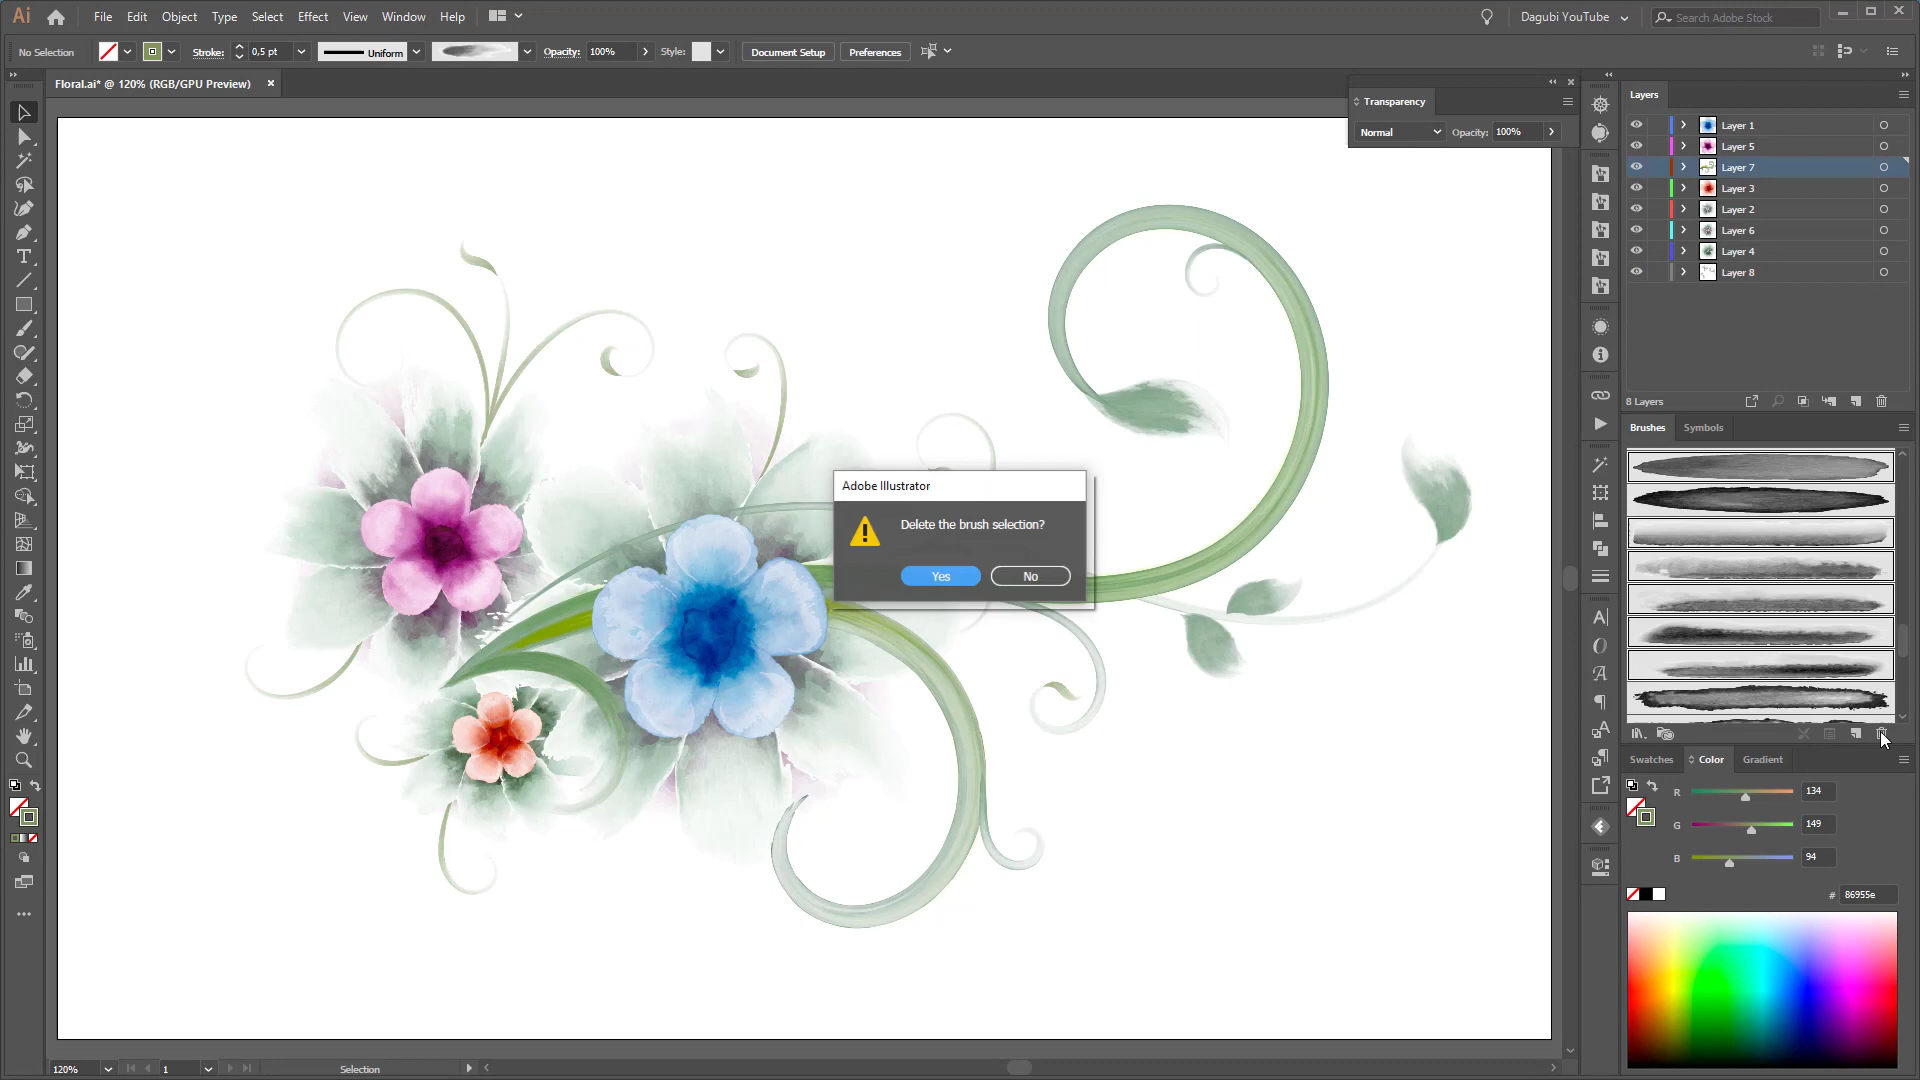 Ai File Edit Object Type Select Effect View Window Help Dagubi YouTube Search Adobe Stock
No Selection Stroke: 0,5 pt Uniform Opacity: 100% Style: Document Setup Preferences
Floral.ai* @ 120% (RGB/GPU Preview)
Transparency
Normal Opacity: 100%
Layers
Layer 1
Layer 5
Layer 7
Layer 3
Layer 2
Layer 6
Layer 4
Layer 8
8 Layers
Brushes Symbols
Adobe Illustrator
Delete the brush selection?
Yes No
Swatches Color Gradient
R 134
G 149
B 94
# 86955e
120% 1 Selection